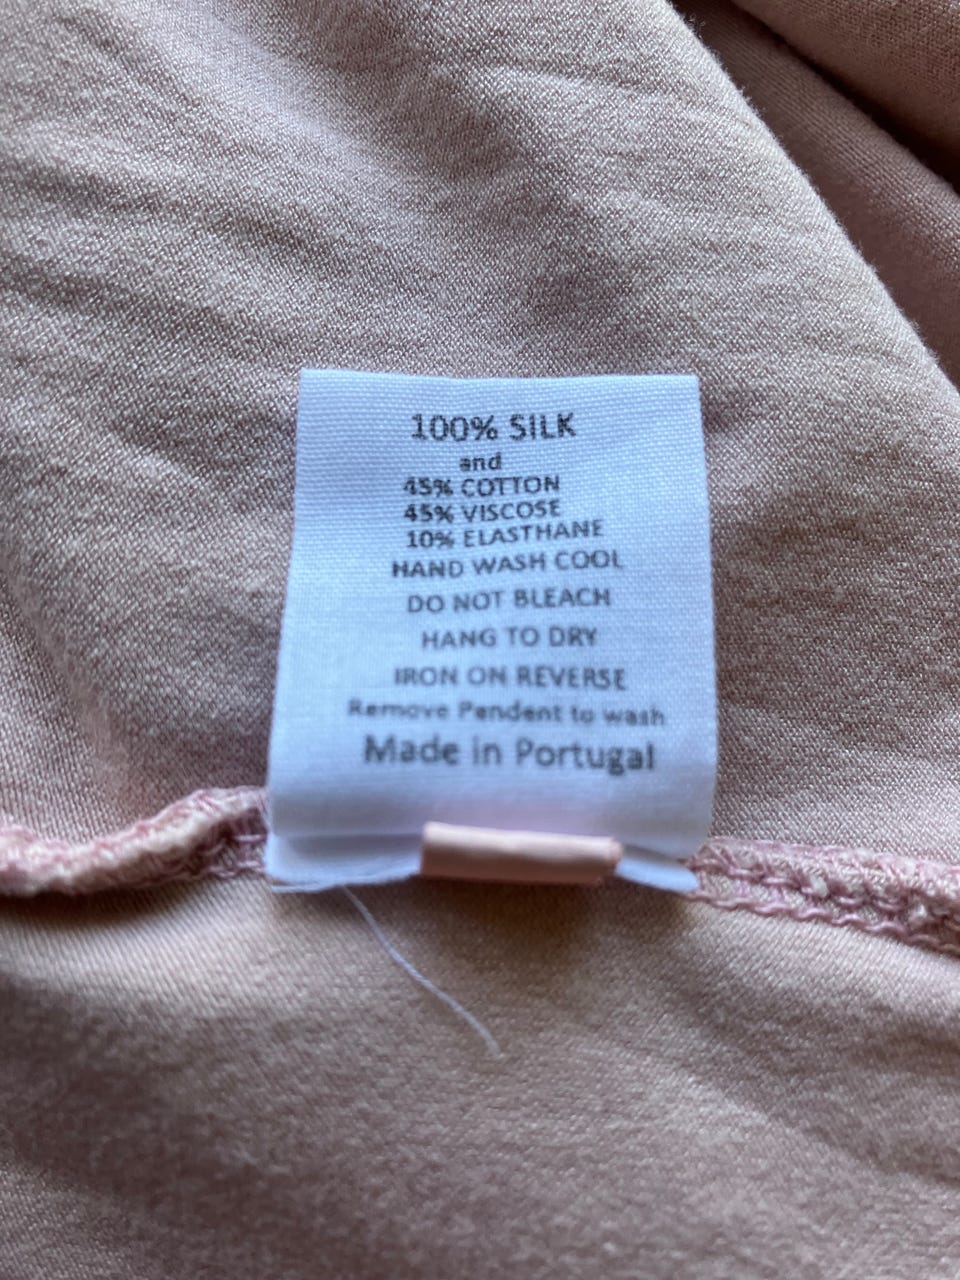 100% SILK
and
45% COTTON
45% VISCOSE
10% ELASTHANE
HAND WASH COOL
DO NOT BLEACH
HANG TO DRY
IRON ON REVERSE
Remove Pendent to wash
Made in Portugal